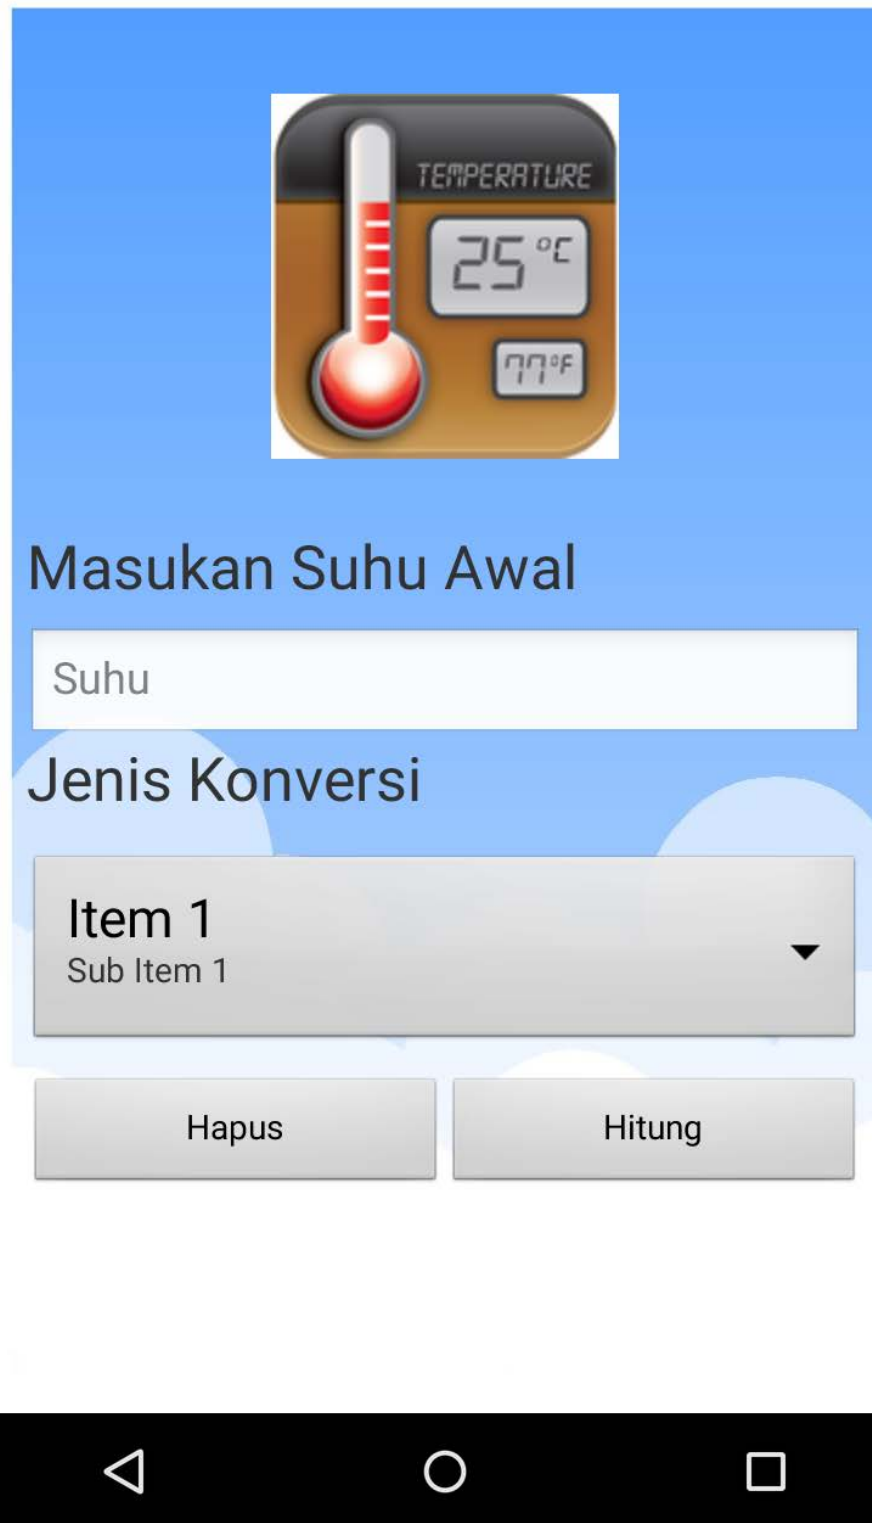 TEMPERATURE
25 °C
77°F
Masukan Suhu Awal
Suhu
Jenis Konversi
Item 1
Sub Item 1
Hapus
Hitung